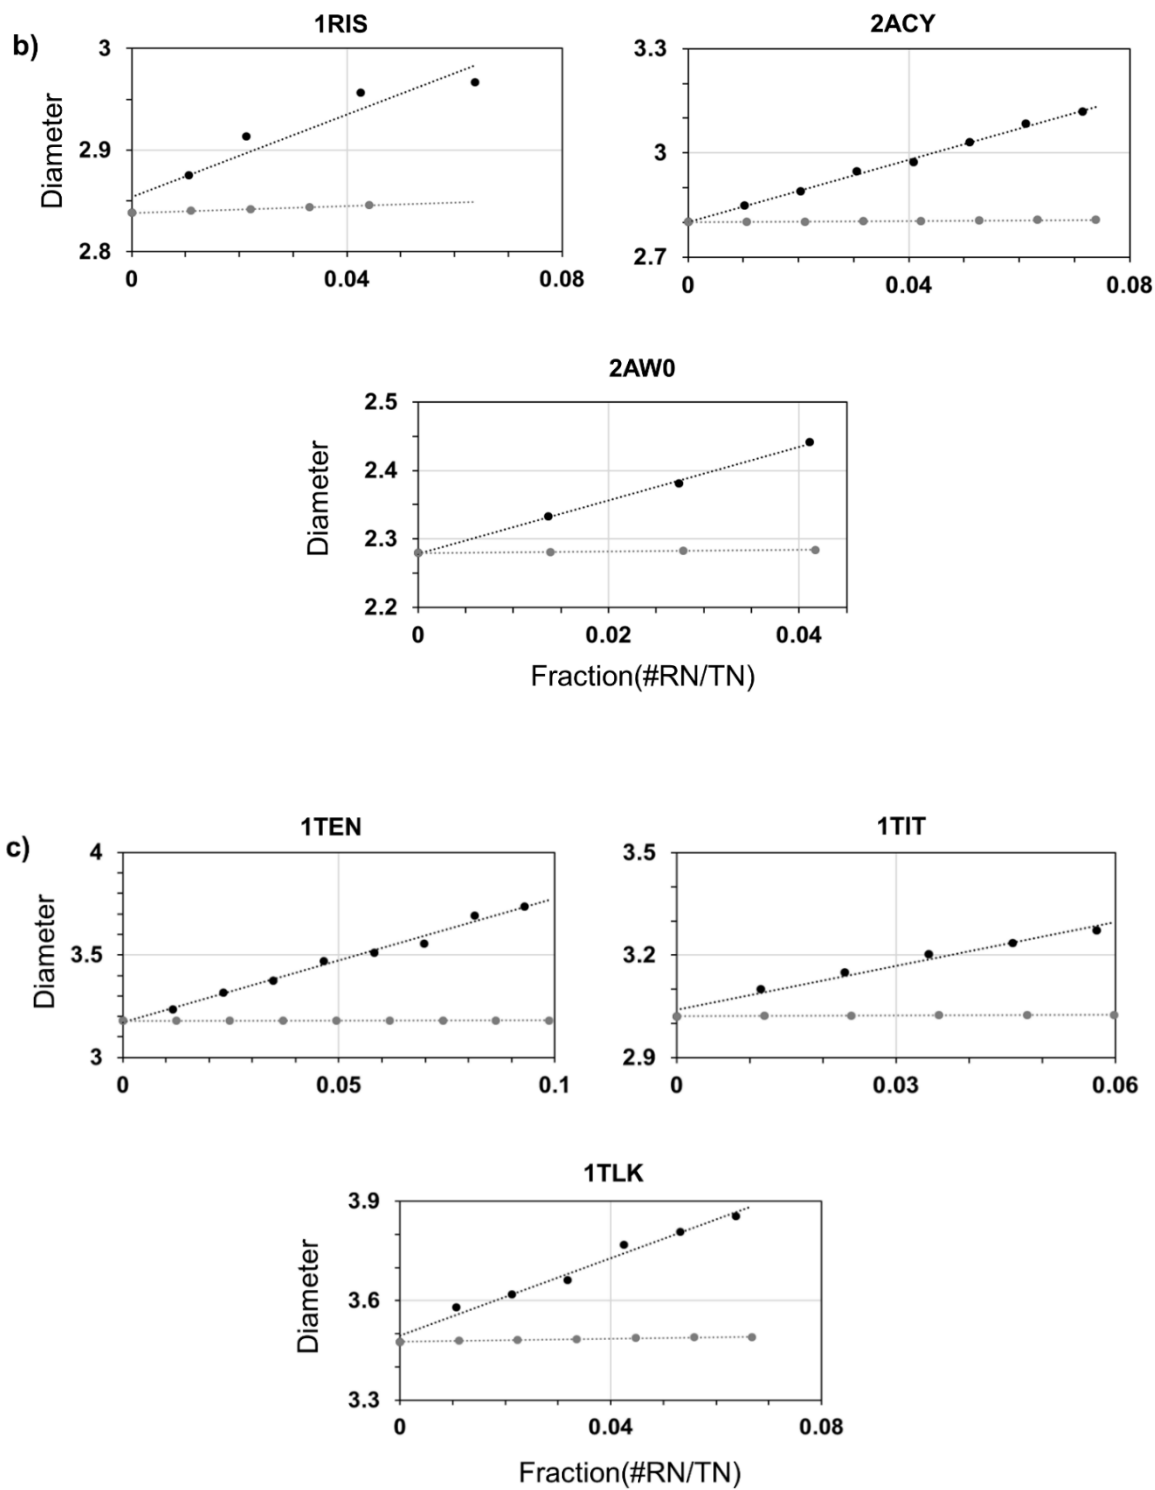 b)
1RIS
Diameter
3
2.9
2.8
0 0.04 0.08
2ACY
3.3
3
2.7
0 0.04 0.08
2AW0
Diameter
2.5
2.4
2.3
2.2
0 0.02 0.04
Fraction(#RN/TN)
c)
1TEN
Diameter
4
3.5
3
0 0.05 0.1
1TIT
3.5
3.2
2.9
0 0.03 0.06
1TLK
Diameter
3.9
3.6
3.3
0 0.04 0.08
Fraction(#RN/TN)